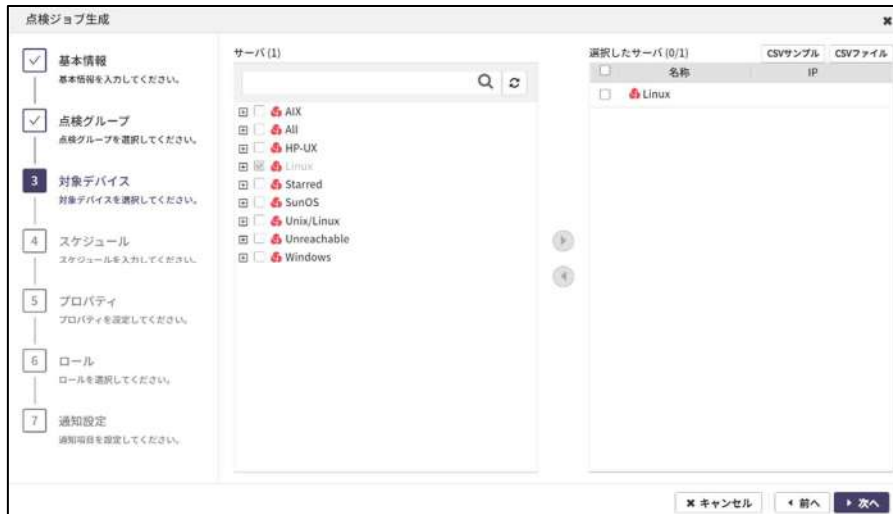 点検ジョブ生成
基本情報
基本情報を入力してください。
点検グループ
点検グループを選択してください。
3 対象デバイス
対象デバイスを選択してください。
4 スケジュール
スケジュールを入力してください。
5 プロパティ
プロパティを設定してください。
6 ロール
ロールを選択してください。
7 通知設定
通知項目を設定してください。
サーバ (1)
AIX
All
HP-UX
Linux
Starred
SunOS
Unix/Linux
Unreachable
Windows
選択したサーバ (0/1) CSVサンプル CSVファイル
名称 IP
Linux
キャンセル 前へ 次へ